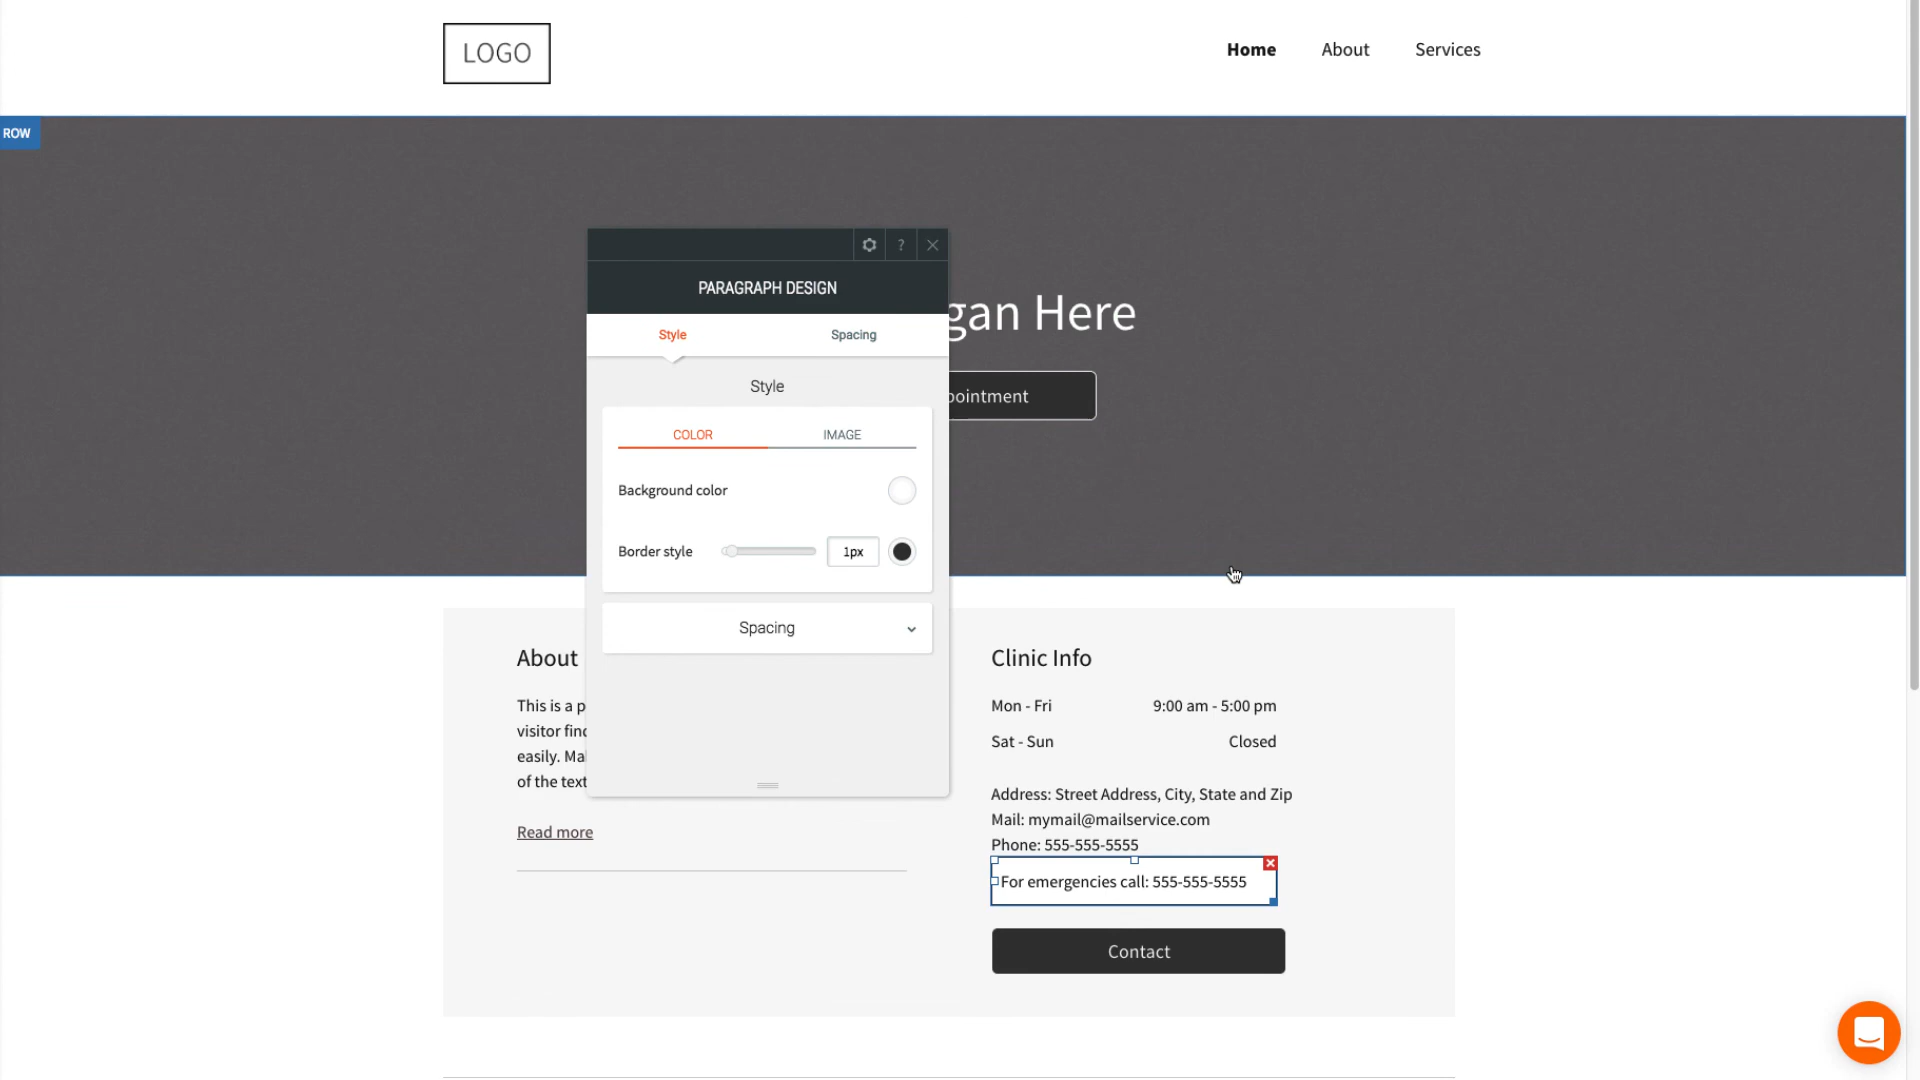 LOGO
Home
About
Services
ROW
?
PARAGRAPH DESIGN
gan Here
Style
Spacing
Style
pointment
COLOR
IMAGE
Background color
Border style
1px
Spacing
About
Clinic Info
This is a p
Mon - Fri
9:00 am - 5:00 pm
visitor find
easily. Ma
Sat - Sun
Closed
of the text
Address: Street Address, City, State and Zip
Mail: mymail@mailservice.com
Read more
Phone: 555-555-5555
For emergencies call: 555-555-5555
Contact